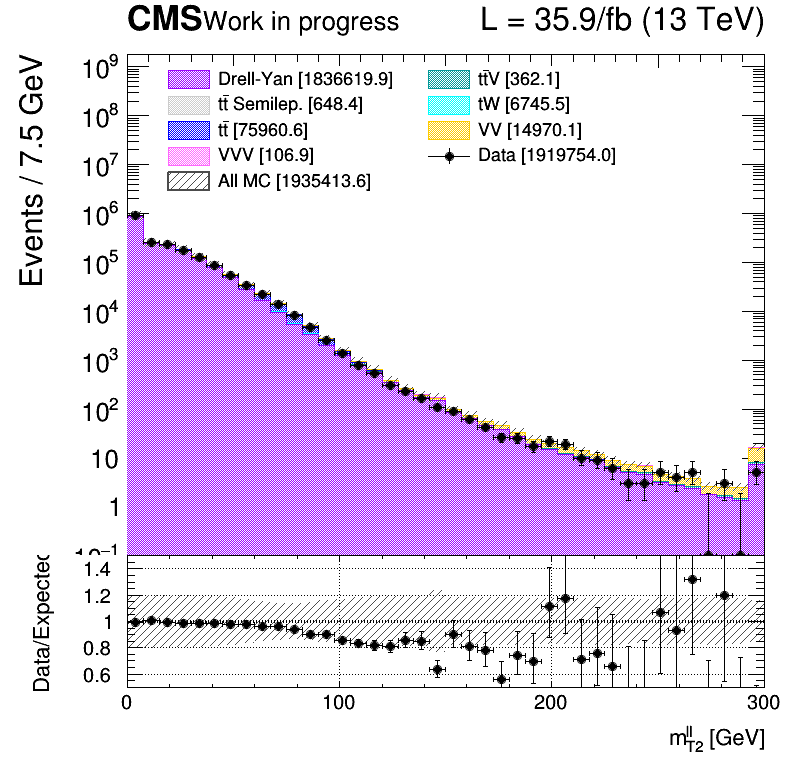 CMS Work in progress L = 35.9/fb (13 TeV)
Events / 7.5 GeV
Drell-Yan [1836619.9]
tt̄ Semilep. [648.4]
tt̄ [75960.6]
VVV [106.9]
All MC [1935413.6]
tt̄V [362.1]
tW [6745.5]
VV [14970.1]
Data [1919754.0]
10⁹
10⁸
10⁷
10⁶
10⁵
10⁴
10³
10²
10
1
10⁻¹
Data/Expected
1.4
1.2
1
0.8
0.6
0 100 200 300
m_T2^ll [GeV]